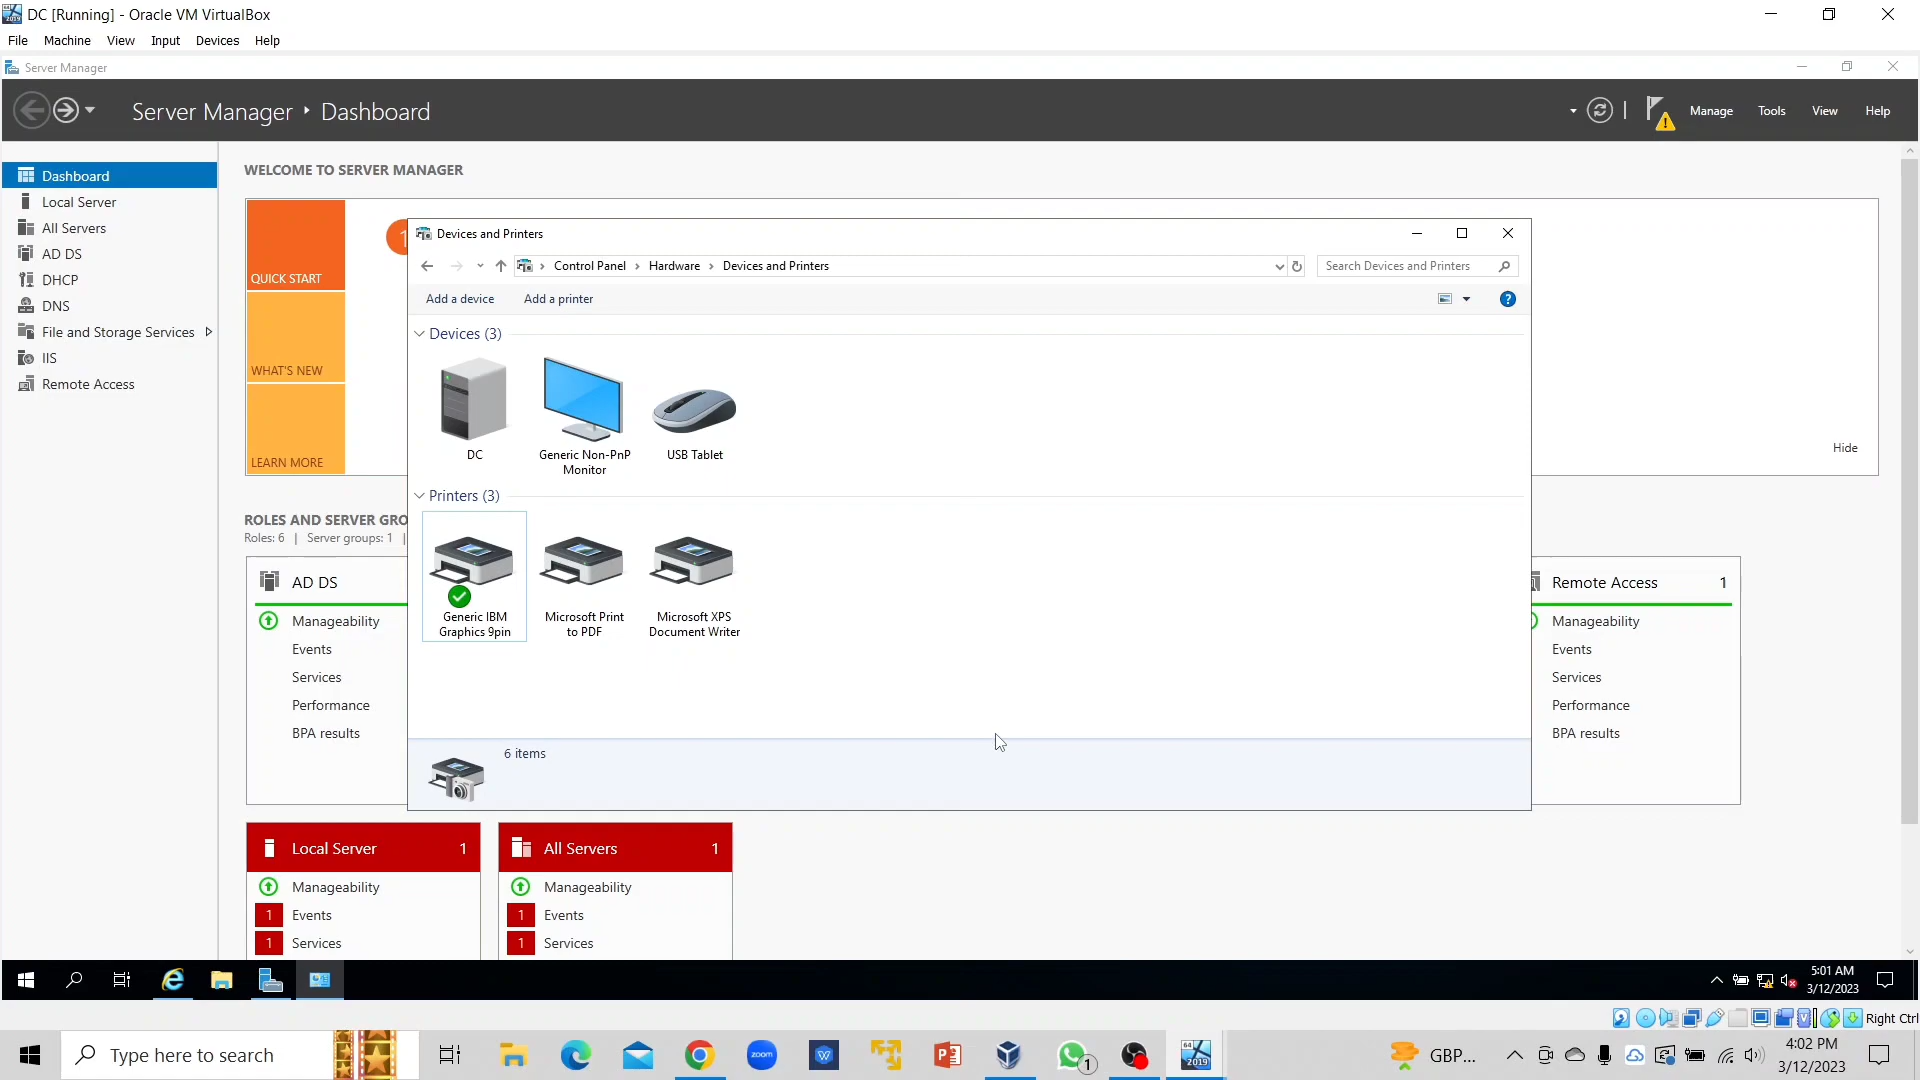 DC [Running] - Oracle VM VirtualBox
File Machine View Input Devices Help
Server Manager
Server Manager Dashboard
Manage Tools View Help
Dashboard
Local Server
All Servers
AD DS
DHCP
DNS
File and Storage Services
IIS
Remote Access
WELCOME TO SERVER MANAGER
QUICK START
WHAT'S NEW
LEARN MORE
1
Hide
Devices and Printers
Control Panel > Hardware > Devices and Printers
Search Devices and Printers
Add a device Add a printer
?
Devices (3)
DC
Generic Non-PnP
Monitor
USB Tablet
Printers (3)
Generic IBM
Graphics 9pin
Microsoft Print
to PDF
Microsoft XPS
Document Writer
6 items
ROLES AND SERVER GRO
Roles: 6 | Server groups: 1 |
AD DS
Manageability
Events
Services
Performance
BPA results
Remote Access 1
Manageability
Events
Services
Performance
BPA results
Local Server 1
Manageability
1 Events
1 Services
All Servers 1
Manageability
1 Events
1 Services
5:01 AM
3/12/2023
Right Ctrl
Type here to search
zoom
1
64
2019
GBP...
4:02 PM
3/12/2023